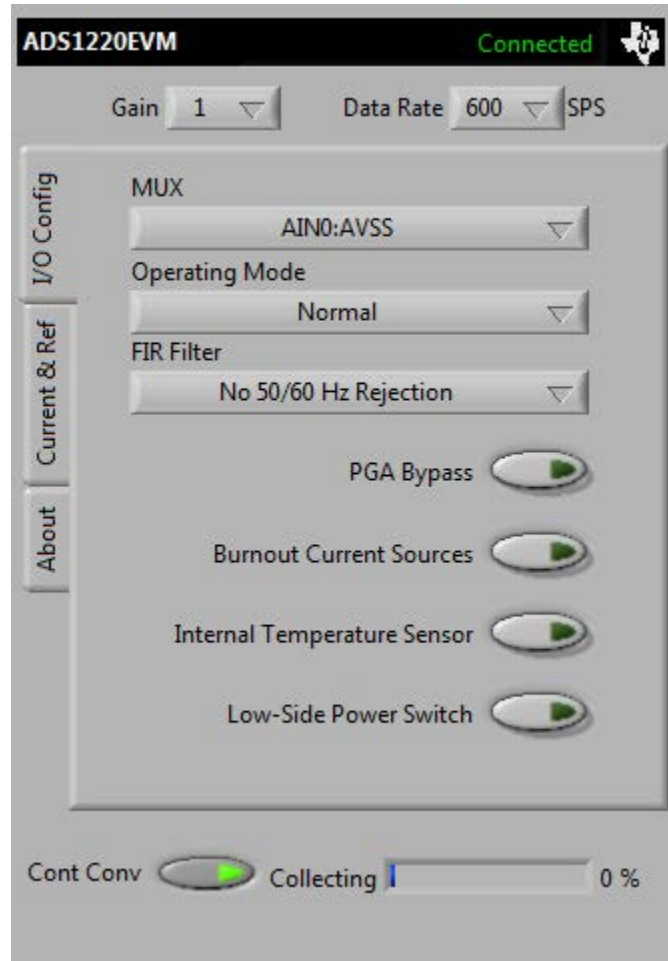 ADS1220EVM Connected
Gain 1 Data Rate 600 SPS
I/O Config
Current & Ref
About
MUX
AIN0:AVSS
Operating Mode
Normal
FIR Filter
No 50/60 Hz Rejection
PGA Bypass
Burnout Current Sources
Internal Temperature Sensor
Low-Side Power Switch
Cont Conv Collecting 0 %